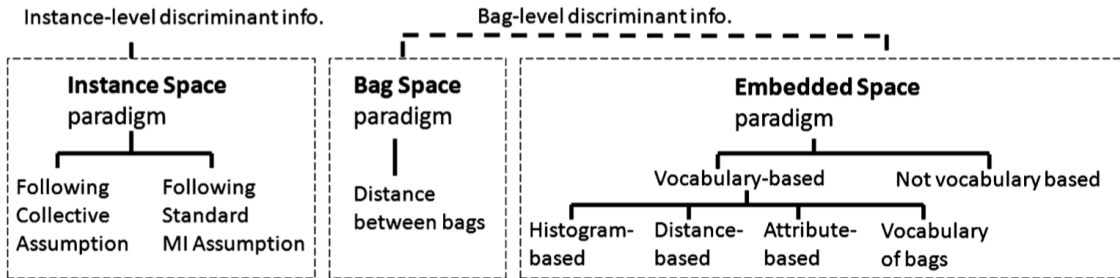 Instance-level discriminant info.
Bag-level discriminant info.
Instance Space
paradigm
Following
Collective
Assumption
Following
Standard
MI Assumption
Bag Space
paradigm
Distance
between bags
Embedded Space
paradigm
Vocabulary-based
Not vocabulary based
Histogram-
based
Distance-
based
Attribute-
based
Vocabulary
of bags